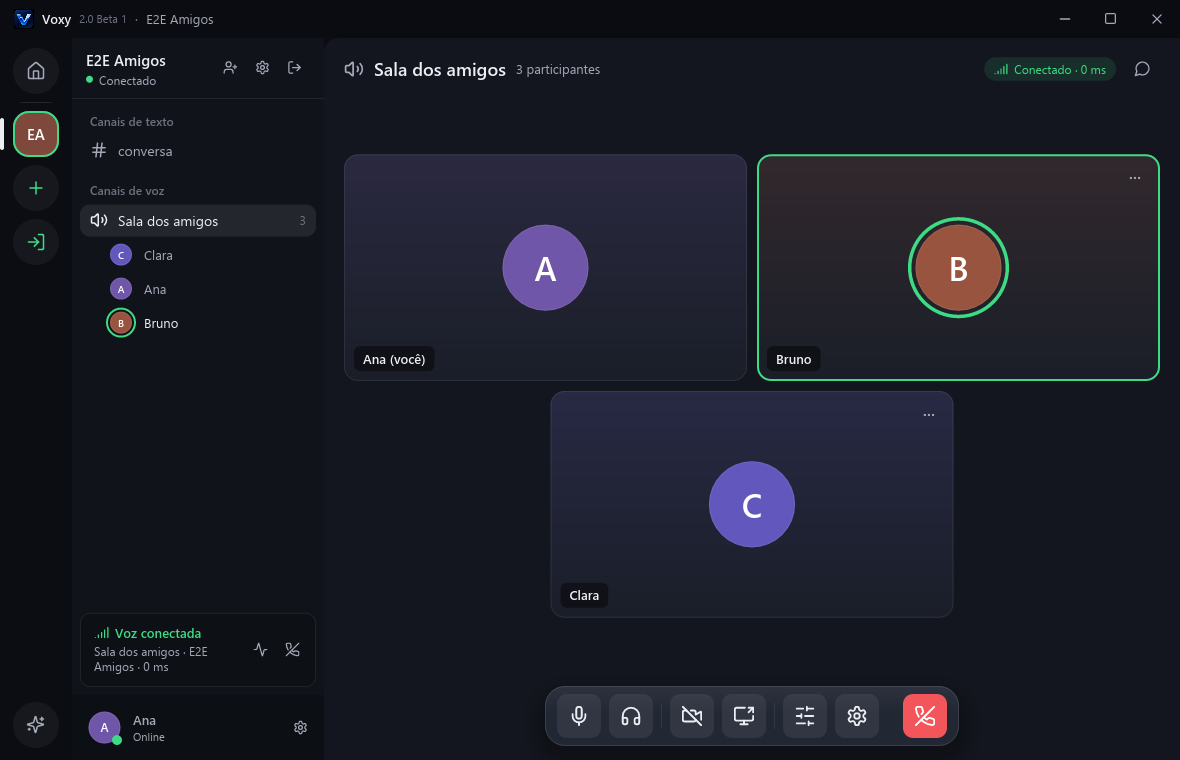 Voxy 2.0 Beta 1 · E2E Amigos
E2E Amigos
Conectado
EA
Canais de texto
conversa
Canais de voz
Sala dos amigos 3
C Clara
A Ana
B Bruno
Voz conectada
Sala dos amigos · E2E
Amigos · 0 ms
A Ana
Online
Sala dos amigos 3 participantes
Conectado · 0 ms
A
Ana (você)
B
Bruno
C
Clara